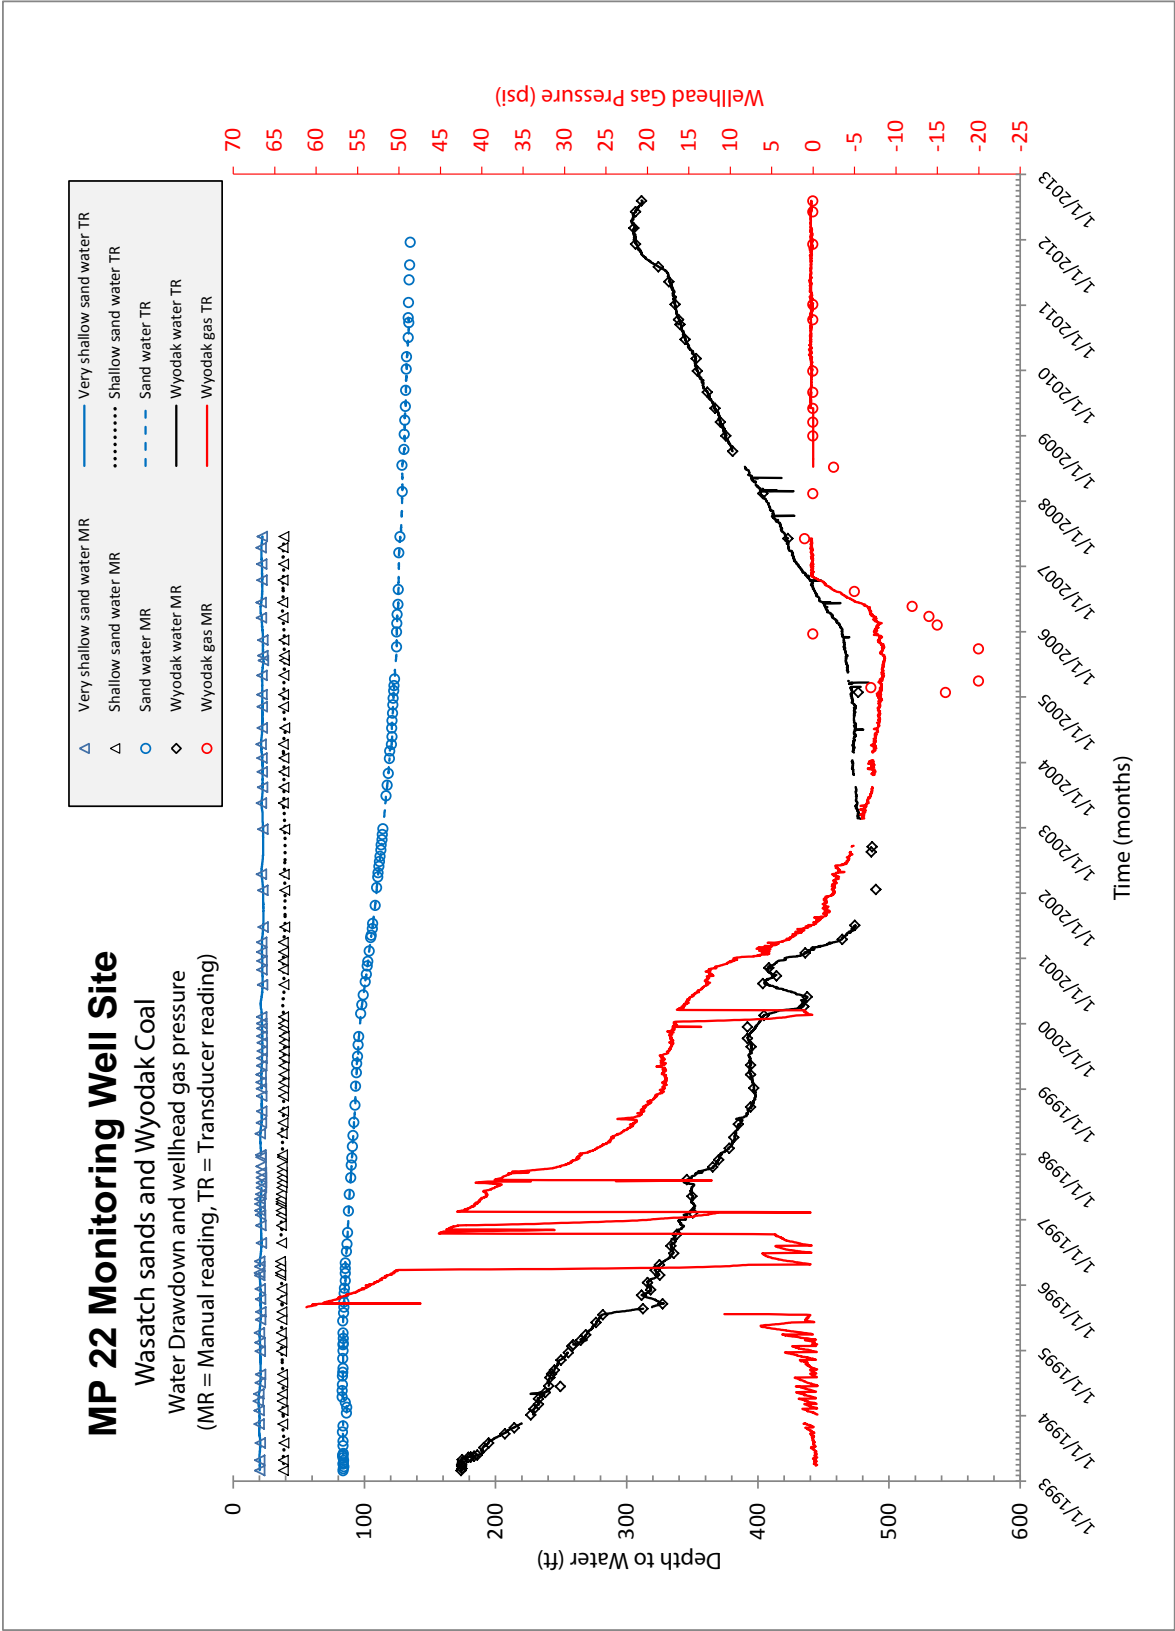 MP 22 Monitoring Well Site
Wasatch sands and Wyodak Coal
Water Drawdown and wellhead gas pressure
(MR = Manual reading, TR = Transducer reading)
Very shallow sand water MR
Very shallow sand water TR
Shallow sand water MR
Shallow sand water TR
Sand water MR
Sand water TR
Wyodak water MR
Wyodak water TR
Wyodak gas MR
Wyodak gas TR
Depth to Water (ft)
0
100
200
300
400
500
600
Wellhead Gas Pressure (psi)
70
65
60
55
50
45
40
35
30
25
20
15
10
5
0
-5
-10
-15
-20
-25
1/1/1993
1/1/1994
1/1/1995
1/1/1996
1/1/1997
1/1/1998
1/1/1999
1/1/2000
1/1/2001
1/1/2002
1/1/2003
1/1/2004
1/1/2005
1/1/2006
1/1/2007
1/1/2008
1/1/2009
1/1/2010
1/1/2011
1/1/2012
1/1/2013
Time (months)